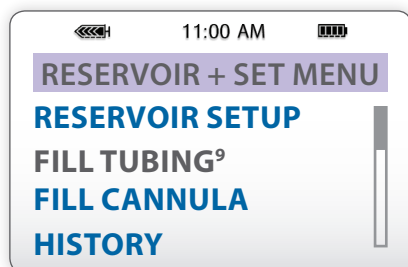 11:00 AM
RESERVOIR + SET MENU
RESERVOIR SETUP
FILL TUBING⁹
FILL CANNULA
HISTORY